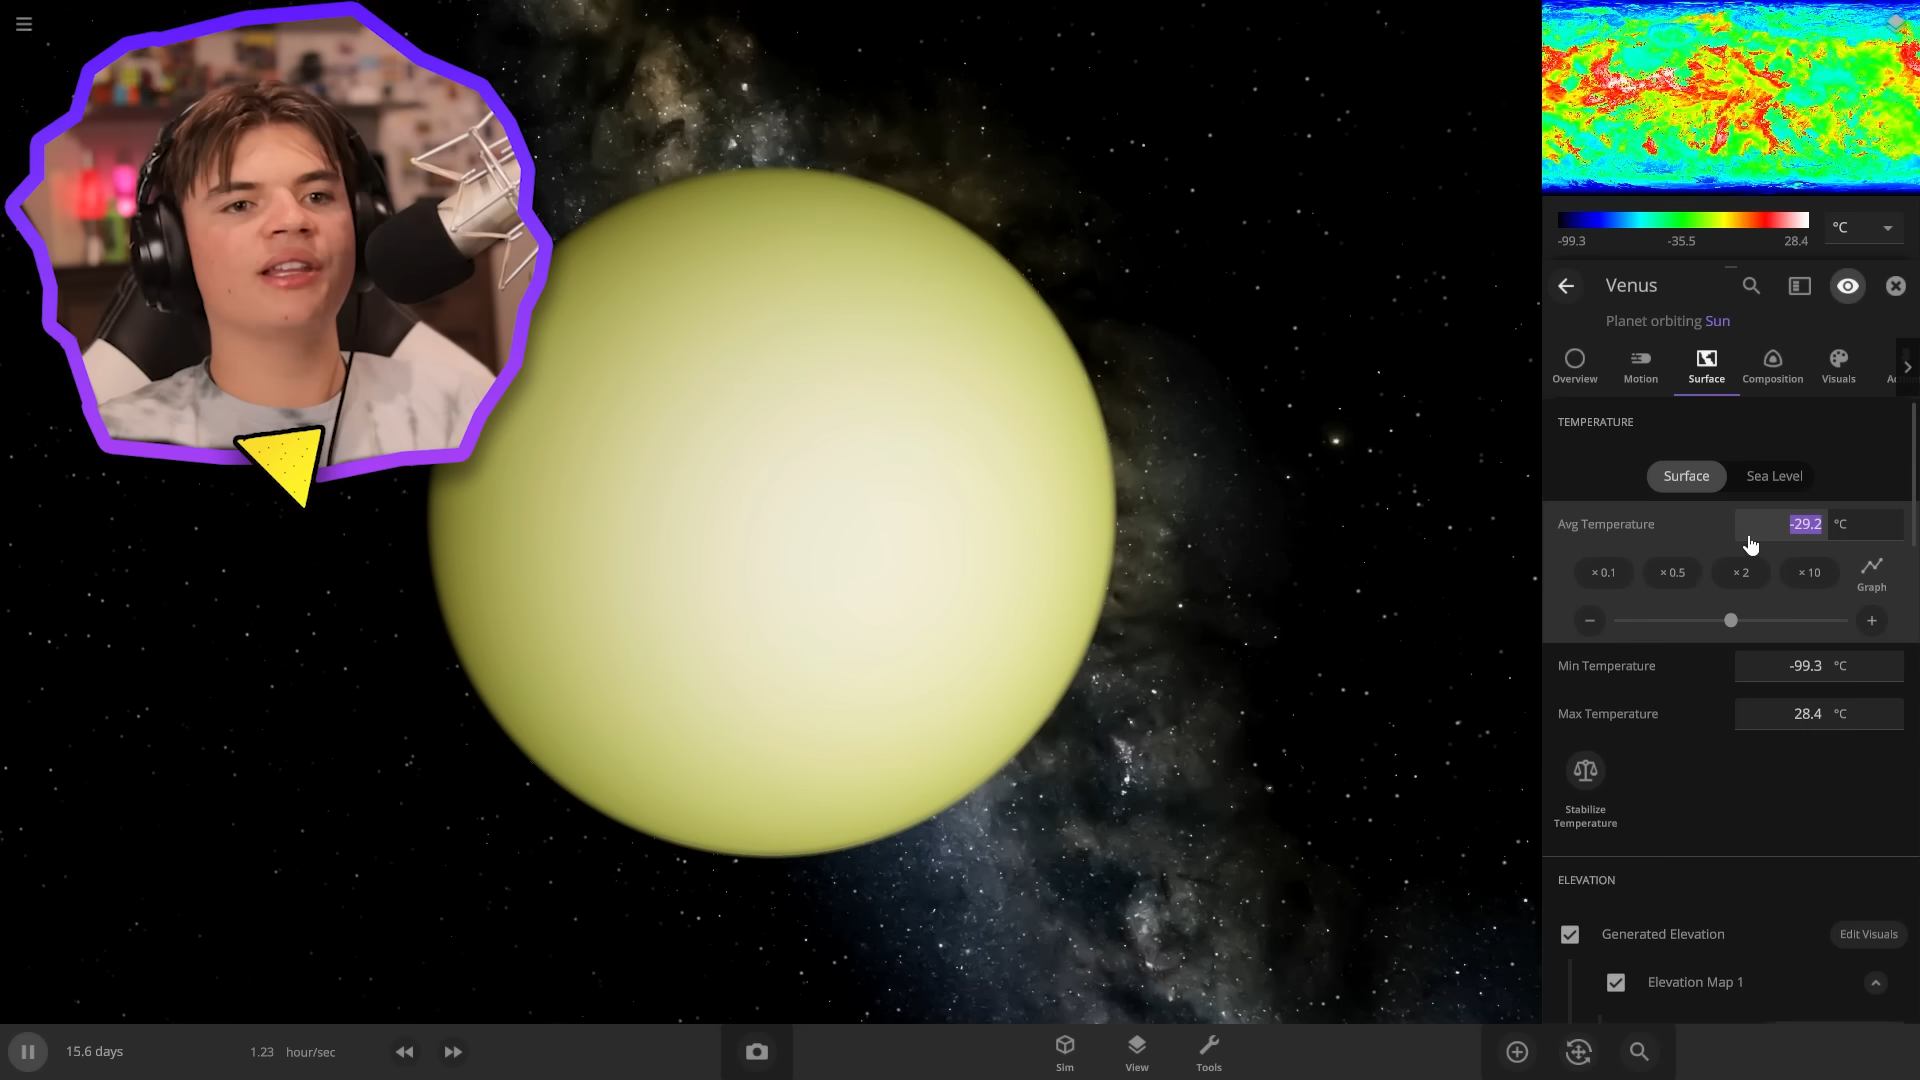 -99.3 -35.5 28.4 °C
Venus
Planet orbiting Sun
Overview Motion Surface Composition Visuals
TEMPERATURE
Surface Sea Level
Avg Temperature -29.2 °C
× 0.1 × 0.5 × 2 × 10 Graph
Min Temperature -99.3 °C
Max Temperature 28.4 °C
Stabilize
Temperature
ELEVATION
Generated Elevation Edit Visuals
Elevation Map 1
15.6 days 1.23 hour/sec Sim View Tools